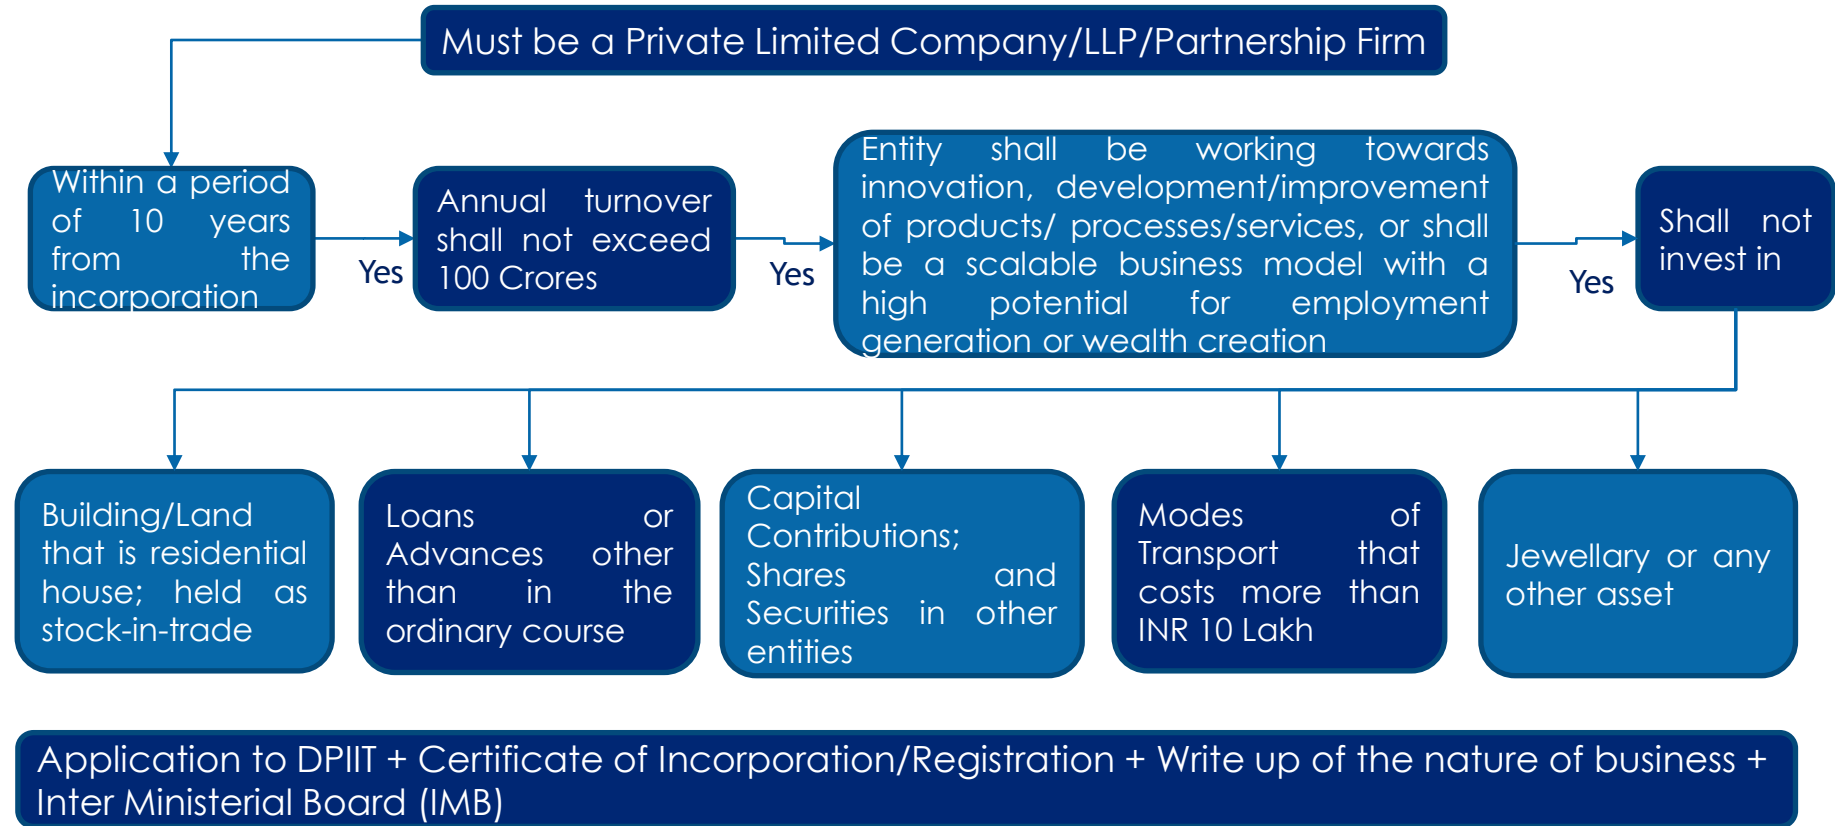 Must be a Private Limited Company/LLP/Partnership Firm
Within a period
of 10 years
from the
incorporation
Yes
Annual turnover
shall not exceed
100 Crores
Yes
Entity shall be working towards
innovation, development/improvement
of products/ processes/services, or shall
be a scalable business model with a
high potential for employment
generation or wealth creation
Yes
Shall not
invest in
Building/Land
that is residential
house; held as
stock-in-trade
Loans or
Advances other
than in the
ordinary course
Capital
Contributions;
Shares and
Securities in other
entities
Modes of
Transport that
costs more than
INR 10 Lakh
Jewellary or any
other asset
Application to DPIIT + Certificate of Incorporation/Registration + Write up of the nature of business +
Inter Ministerial Board (IMB)